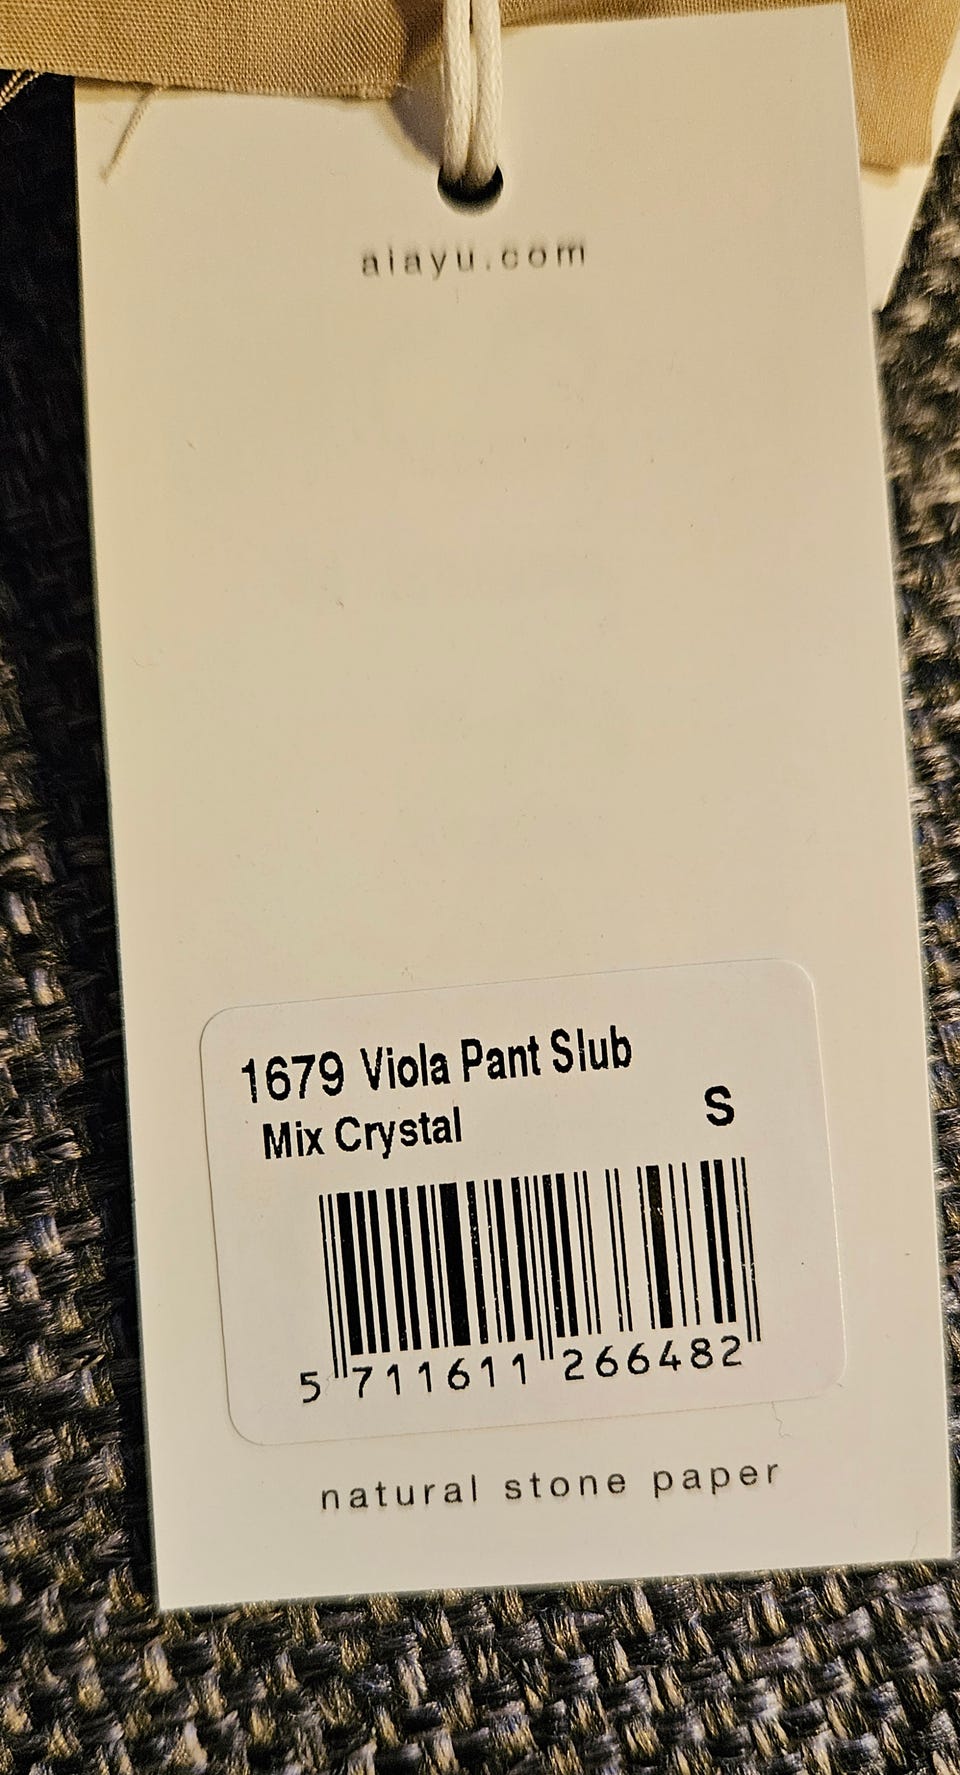 aiayu.com
1679 Viola Pant Slub
Mix Crystal S
5 711611 266482
natural stone paper